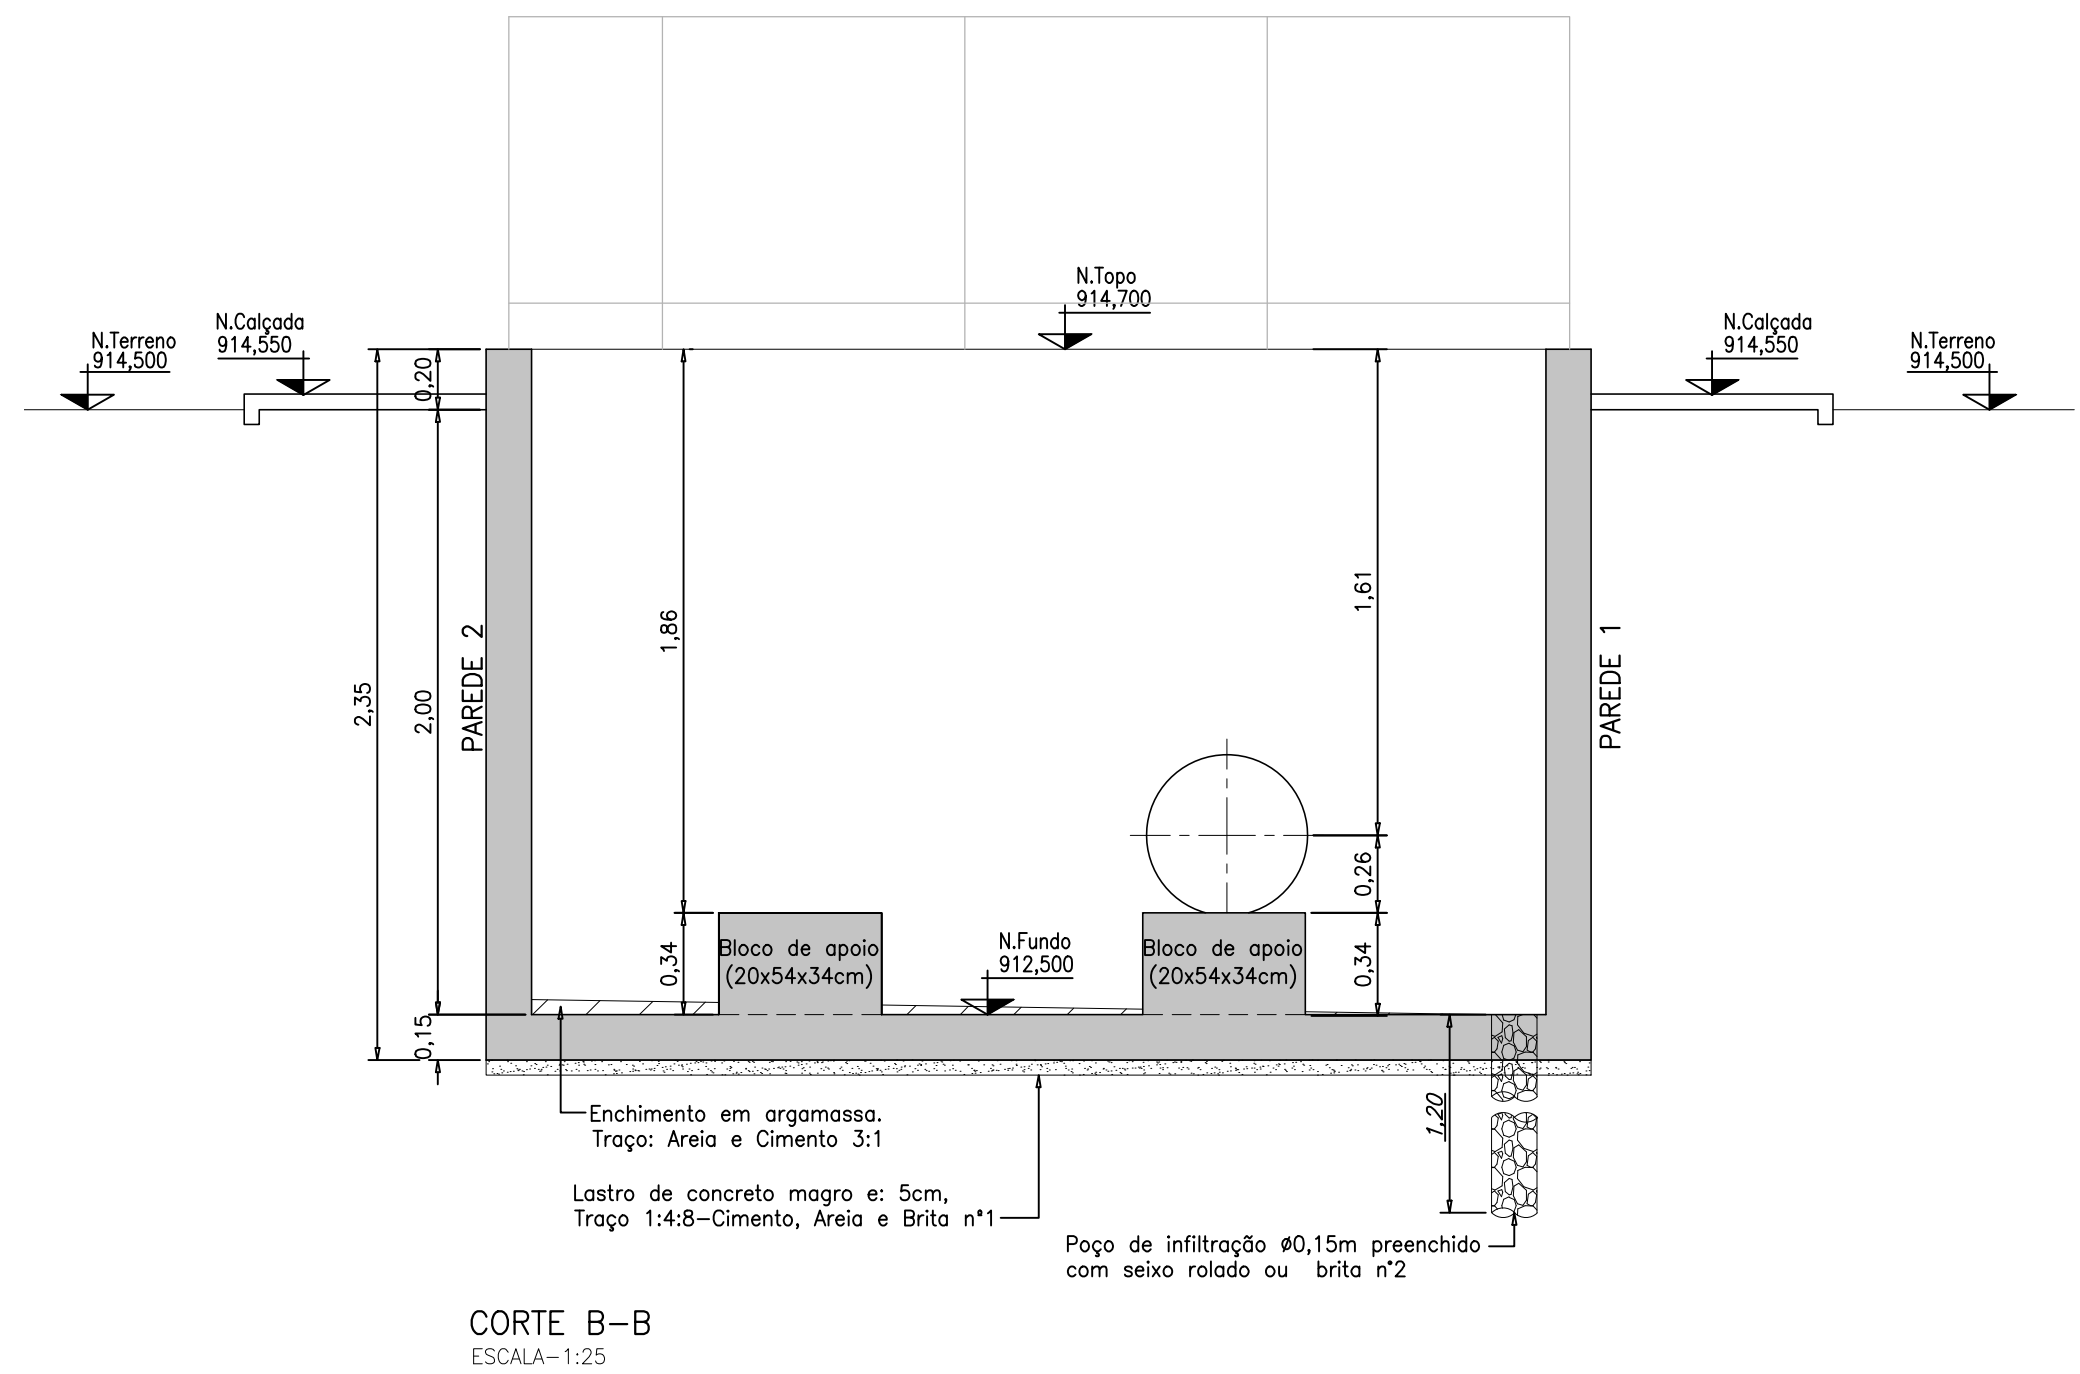 N.Topo
914,700
N.Terreno
914,500
N.Calçada
914,550
N.Calçada
914,550
N.Terreno
914,500
0,20
1,86
1,61
2,35
2,00
PAREDE 2
PAREDE 1
0,26
0,34
Bloco de apoio
(20x54x34cm)
N.Fundo
912,500
Bloco de apoio
(20x54x34cm)
0,34
0,15
1,20
Enchimento em argamassa.
Traço: Areia e Cimento 3:1
Lastro de concreto magro e: 5cm,
Traço 1:4:8-Cimento, Areia e Brita n°1
Poço de infiltração Ø0,15m preenchido
com seixo rolado ou brita n°2
CORTE B-B
ESCALA-1:25